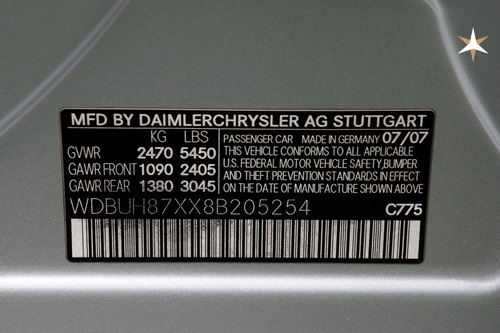 MFD BY DAIMLERCHRYSLER AG STUTTGART
KG LBS
GVWR 2470 5450
GAWR FRONT 1090 2405
GAWR REAR 1380 3045
PASSENGER CAR MADE IN GERMANY 07/07
THIS VEHICLE CONFORMS TO ALL APPLICABLE
U.S. FEDERAL MOTOR VEHICLE SAFETY,BUMPER
AND THEFT PREVENTION STANDARDS IN EFFECT
ON THE DATE OF MANUFACTURE SHOWN ABOVE.
WDBUH87XX8B205254 C775